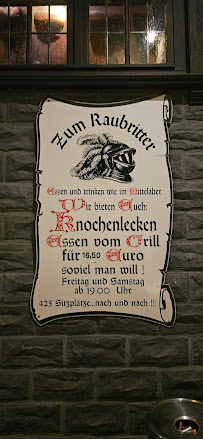 Zum Raubritter
Essen und trinken wie im Mittelalter
Wir bieten Euch:
Knochenlecken
Essen vom Grill
für 16,50 Euro
soviel man will !
Freitag und Samstag
ab 19.00 Uhr
425 Sitzplätze...nach und nach !!!